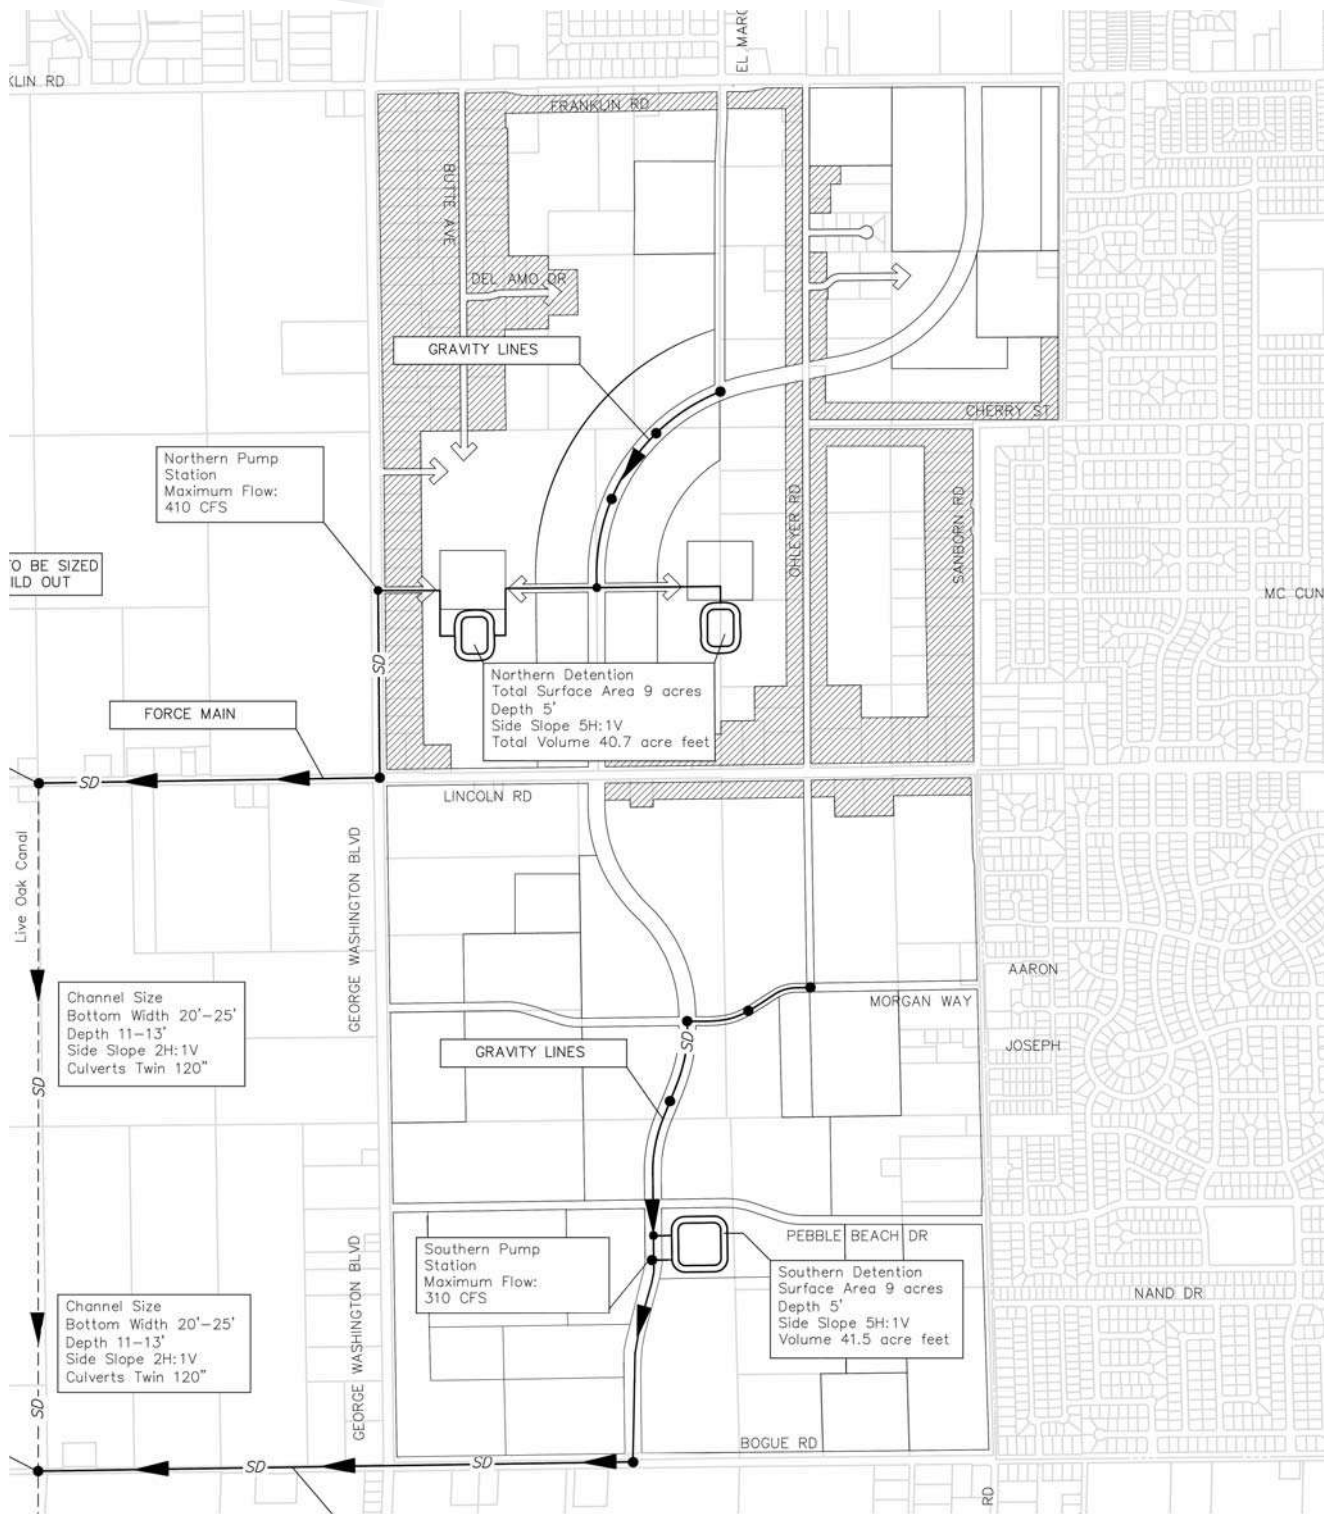 KLIN RD
EL MARG
FRANKLIN RD
BUTTE AVE
DEL AMO DR
GRAVITY LINES
CHERRY ST
Northern Pump
Station
Maximum Flow:
410 CFS
OHLEYER RD
SANBORN RD
TO BE SIZED
ILD OUT
MC CUN
SD
Northern Detention
Total Surface Area 9 acres
Depth 5'
Side Slope 5H:1V
Total Volume 40.7 acre feet
FORCE MAIN
SD
LINCOLN RD
Live Oak Canal
GEORGE WASHINGTON BLVD
AARON
MORGAN WAY
Channel Size
Bottom Width 20'-25'
Depth 11-13'
Side Slope 2H:1V
Culverts Twin 120"
SD
JOSEPH
GRAVITY LINES
SD
PEBBLE BEACH DR
GEORGE WASHINGTON BLVD
Southern Pump
Station
Maximum Flow:
310 CFS
Southern Detention
Surface Area 9 acres
Depth 5'
Side Slope 5H:1V
Volume 41.5 acre feet
NAND DR
Channel Size
Bottom Width 20'-25'
Depth 11-13'
Side Slope 2H:1V
Culverts Twin 120"
SD
BOGUE RD
SD
SD
RD